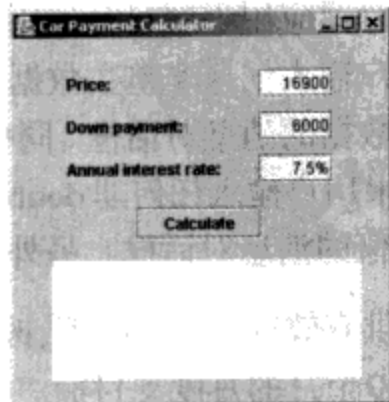 Car Payment Calculator
Price: 16900
Down payment: 6000
Annual interest rate: 7.5%
Calculate